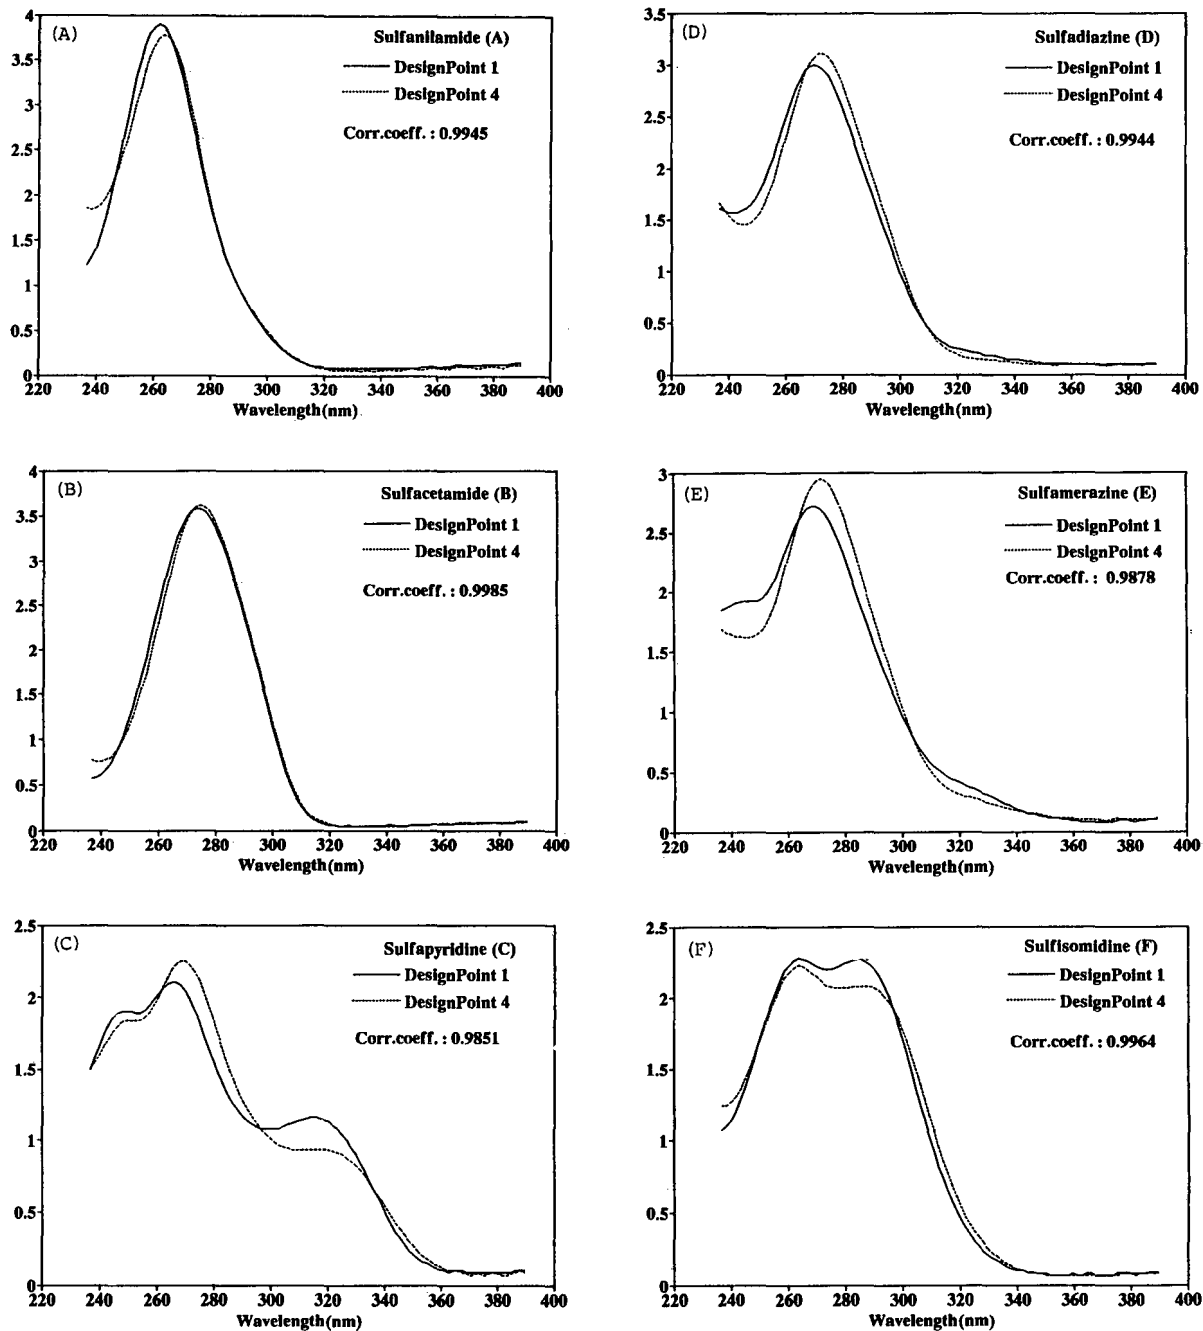 (A)
Sulfanilamide (A)
DesignPoint 1
DesignPoint 4
Corr.coeff. : 0.9945
4
3.5
3
2.5
2
1.5
1
0.5
0
220 240 260 280 300 320 340 360 380 400
Wavelength(nm)
(D)
Sulfadiazine (D)
DesignPoint 1
DesignPoint 4
Corr.coeff. : 0.9944
3.5
3
2.5
2
1.5
1
0.5
0
220 240 260 280 300 320 340 360 380 400
Wavelength(nm)
(B)
Sulfacetamide (B)
DesignPoint 1
DesignPoint 4
Corr.coeff. : 0.9985
4
3.5
3
2.5
2
1.5
1
0.5
0
220 240 260 280 300 320 340 360 380 400
Wavelength(nm)
(E)
Sulfamerazine (E)
DesignPoint 1
DesignPoint 4
Corr.coeff. : 0.9878
3
2.5
2
1.5
1
0.5
0
220 240 260 280 300 320 340 360 380 400
Wavelength(nm)
(C)
Sulfapyridine (C)
DesignPoint 1
DesignPoint 4
Corr.coeff. : 0.9851
2.5
2
1.5
1
0.5
0
220 240 260 280 300 320 340 360 380 400
Wavelength(nm)
(F)
Sulfisomidine (F)
DesignPoint 1
DesignPoint 4
Corr.coeff. : 0.9964
2.5
2
1.5
1
0.5
0
220 240 260 280 300 320 340 360 380 400
Wavelength(nm)